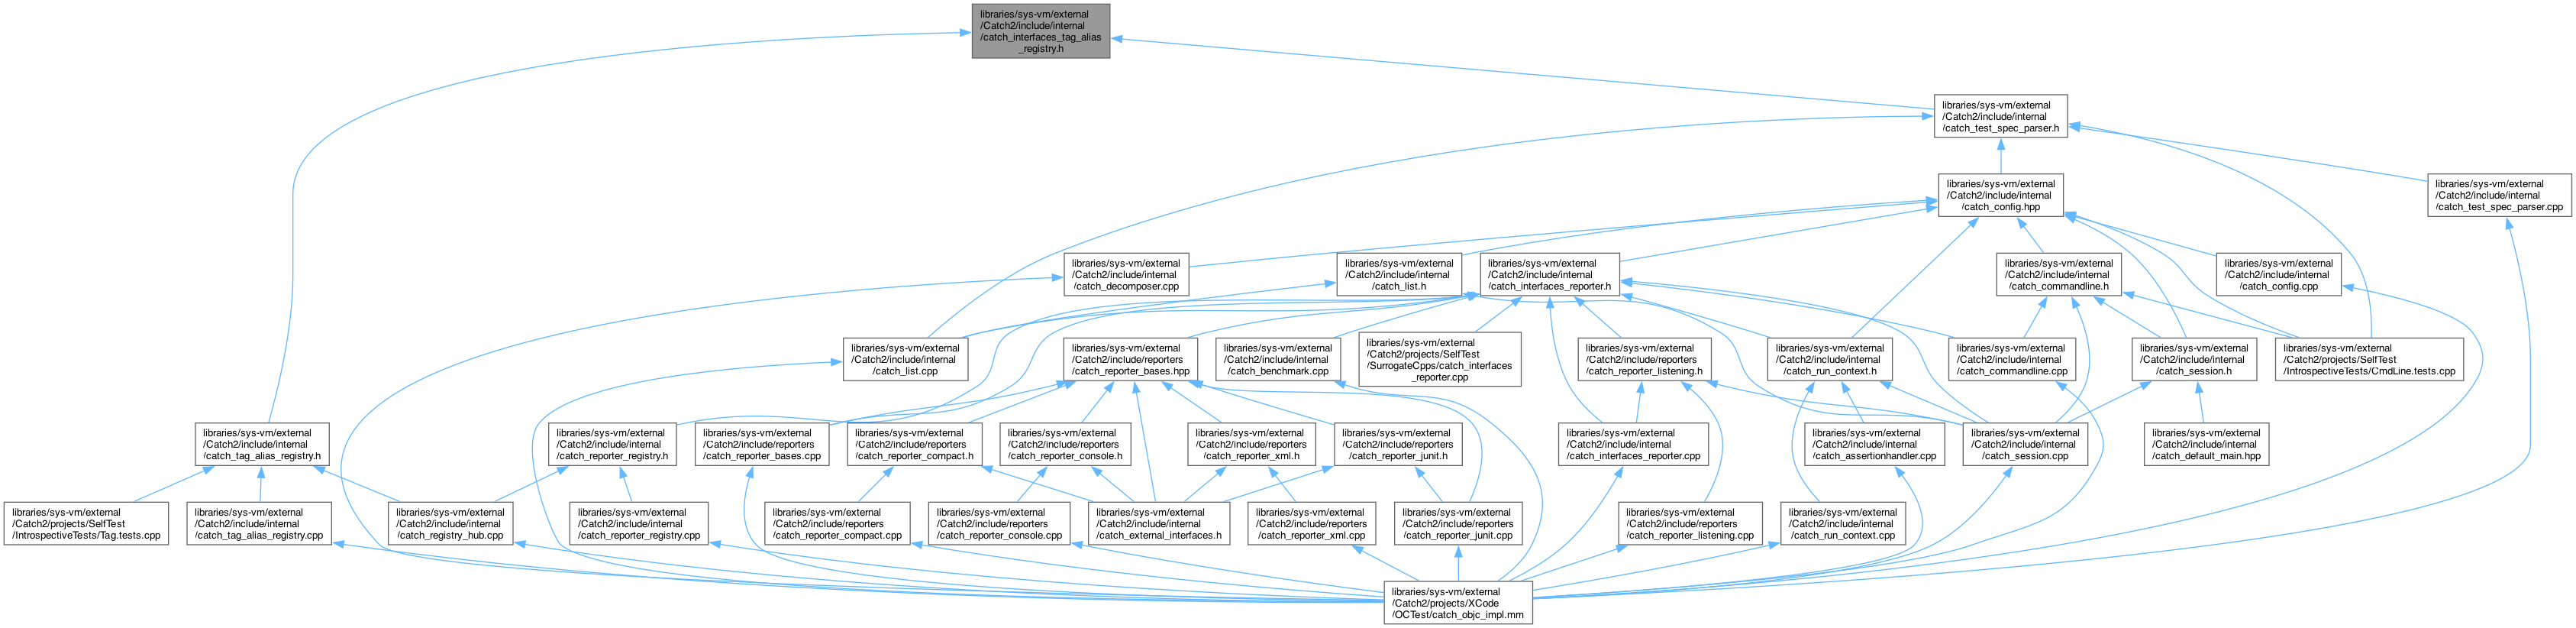 libraries/sys-vm/external
/Catch2/include/internal
/catch_interfaces_tag_alias
_registry.h
libraries/sys-vm/external
/Catch2/include/internal
/catch_test_spec_parser.h
libraries/sys-vm/external
/Catch2/include/internal
/catch_config.hpp
libraries/sys-vm/external
/Catch2/include/internal
/catch_test_spec_parser.cpp
libraries/sys-vm/external
/Catch2/include/internal
/catch_decomposer.cpp
libraries/sys-vm/external
/Catch2/include/internal
/catch_list.h
libraries/sys-vm/external
/Catch2/include/internal
/catch_interfaces_reporter.h
libraries/sys-vm/external
/Catch2/include/internal
/catch_commandline.h
libraries/sys-vm/external
/Catch2/include/internal
/catch_config.cpp
libraries/sys-vm/external
/Catch2/include/internal
/catch_list.cpp
libraries/sys-vm/external
/Catch2/include/reporters
/catch_reporter_bases.hpp
libraries/sys-vm/external
/Catch2/include/internal
/catch_benchmark.cpp
libraries/sys-vm/external
/Catch2/projects/SelfTest
/SurrogateCpps/catch_interfaces
_reporter.cpp
libraries/sys-vm/external
/Catch2/include/reporters
/catch_reporter_listening.h
libraries/sys-vm/external
/Catch2/include/internal
/catch_run_context.h
libraries/sys-vm/external
/Catch2/include/internal
/catch_commandline.cpp
libraries/sys-vm/external
/Catch2/include/internal
/catch_session.h
libraries/sys-vm/external
/Catch2/projects/SelfTest
/IntrospectiveTests/CmdLine.tests.cpp
libraries/sys-vm/external
/Catch2/include/internal
/catch_tag_alias_registry.h
libraries/sys-vm/external
/Catch2/include/internal
/catch_reporter_registry.h
libraries/sys-vm/external
/Catch2/include/reporters
/catch_reporter_bases.cpp
libraries/sys-vm/external
/Catch2/include/reporters
/catch_reporter_compact.h
libraries/sys-vm/external
/Catch2/include/reporters
/catch_reporter_console.h
libraries/sys-vm/external
/Catch2/include/reporters
/catch_reporter_xml.h
libraries/sys-vm/external
/Catch2/include/reporters
/catch_reporter_junit.h
libraries/sys-vm/external
/Catch2/include/internal
/catch_interfaces_reporter.cpp
libraries/sys-vm/external
/Catch2/include/internal
/catch_assertionhandler.cpp
libraries/sys-vm/external
/Catch2/include/internal
/catch_session.cpp
libraries/sys-vm/external
/Catch2/include/internal
/catch_default_main.hpp
libraries/sys-vm/external
/Catch2/projects/SelfTest
/IntrospectiveTests/Tag.tests.cpp
libraries/sys-vm/external
/Catch2/include/internal
/catch_tag_alias_registry.cpp
libraries/sys-vm/external
/Catch2/include/internal
/catch_registry_hub.cpp
libraries/sys-vm/external
/Catch2/include/internal
/catch_reporter_registry.cpp
libraries/sys-vm/external
/Catch2/include/reporters
/catch_reporter_compact.cpp
libraries/sys-vm/external
/Catch2/include/reporters
/catch_reporter_console.cpp
libraries/sys-vm/external
/Catch2/include/internal
/catch_external_interfaces.h
libraries/sys-vm/external
/Catch2/include/reporters
/catch_reporter_xml.cpp
libraries/sys-vm/external
/Catch2/include/reporters
/catch_reporter_junit.cpp
libraries/sys-vm/external
/Catch2/include/reporters
/catch_reporter_listening.cpp
libraries/sys-vm/external
/Catch2/include/internal
/catch_run_context.cpp
libraries/sys-vm/external
/Catch2/projects/XCode
/OCTest/catch_objc_impl.mm